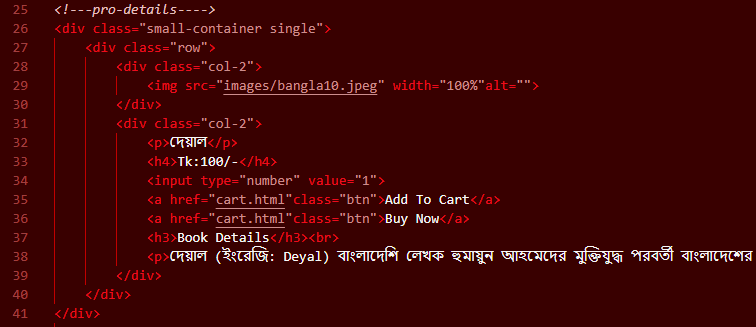 25 <!---pro-details---->
26 <div class="small-container single">
27 <div class="row">
28 <div class="col-2">
29 <img src="images/bangla10.jpeg" width="100%"alt="">
30 </div>
31 <div class="col-2">
32 <p>দেয়াল</p>
33 <h4>Tk:100/-</h4>
34 <input type="number" value="1">
35 <a href="cart.html"class="btn">Add To Cart</a>
36 <a href="cart.html"class="btn">Buy Now</a>
37 <h3>Book Details</h3><br>
38 <p>দেয়াল (ইংরেজি: Deyal) বাংলাদেশি লেখক হুমায়ুন আহমেদের মুক্তিযুদ্ধ পরবর্তী বাংলাদেশের
39 </div>
40 </div>
41 </div>